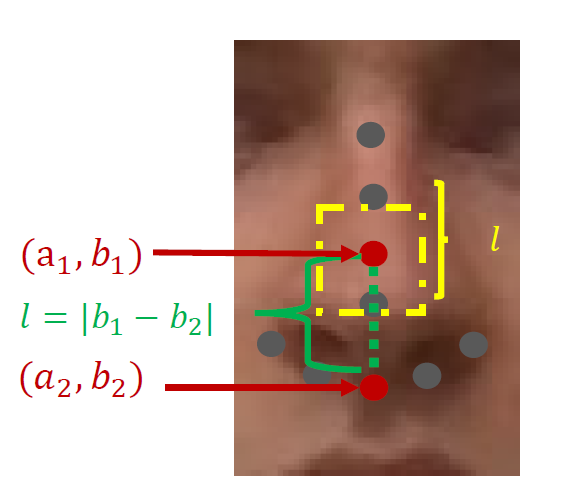 (a₁, b₁)
l = |b₁ − b₂|
(a₂, b₂)
l